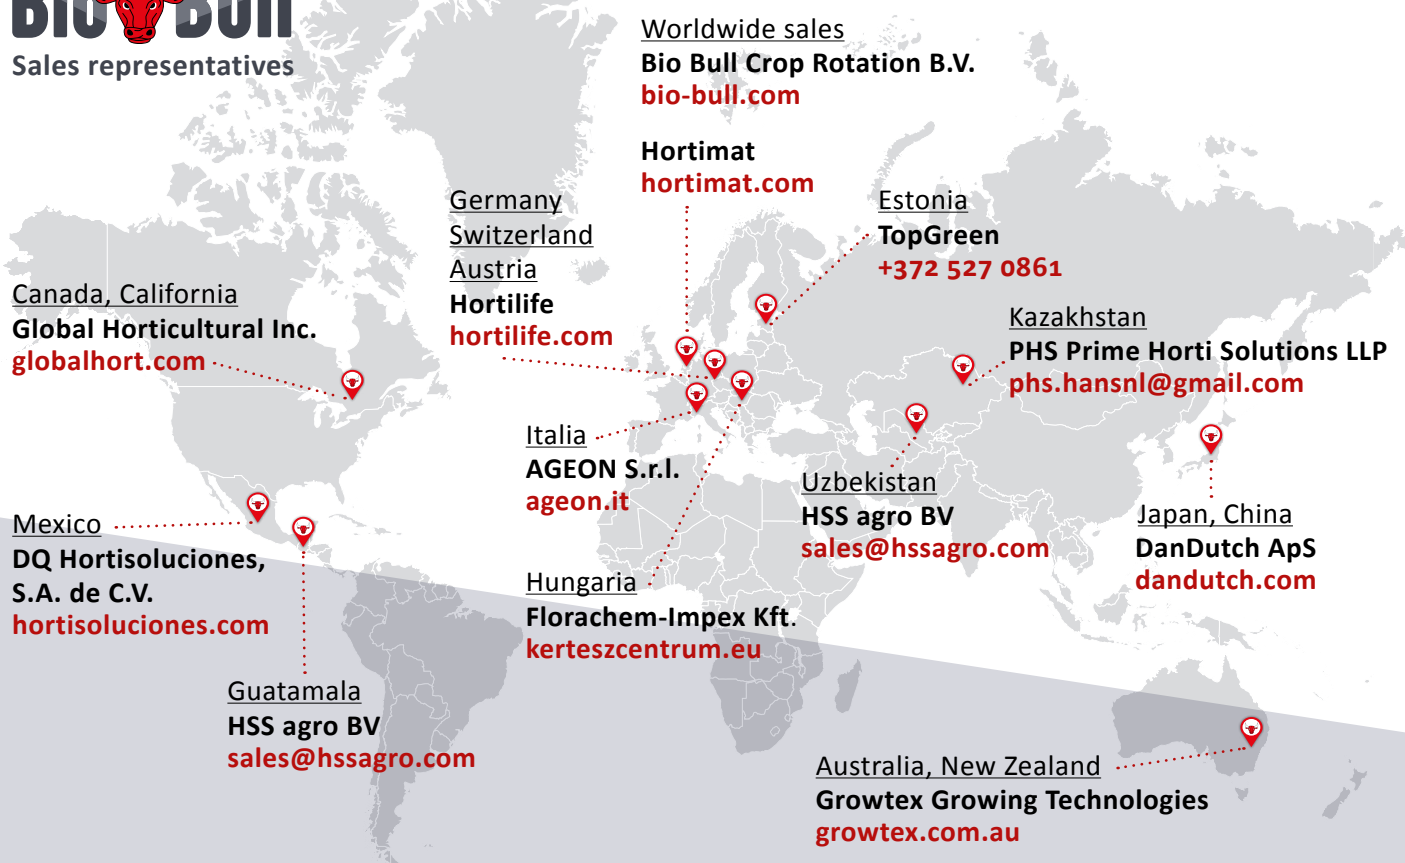 BIO BULL
Sales representatives
Worldwide sales
Bio Bull Crop Rotation B.V.
bio-bull.com
Hortimat
hortimat.com
Germany
Switzerland
Austria
Hortilife
hortilife.com
Estonia
TopGreen
+372 527 0861
Canada, California
Global Horticultural Inc.
globalhort.com
Kazakhstan
PHS Prime Horti Solutions LLP
phs.hansnl@gmail.com
Italia
AGEON S.r.l.
ageon.it
Uzbekistan
HSS agro BV
sales@hssagro.com
Japan, China
DanDutch ApS
dandutch.com
Mexico
DQ Hortisoluciones,
S.A. de C.V.
hortisoluciones.com
Hungaria
Florachem-Impex Kft.
kerteszcentrum.eu
Guatamala
HSS agro BV
sales@hssagro.com
Australia, New Zealand
Growtex Growing Technologies
growtex.com.au